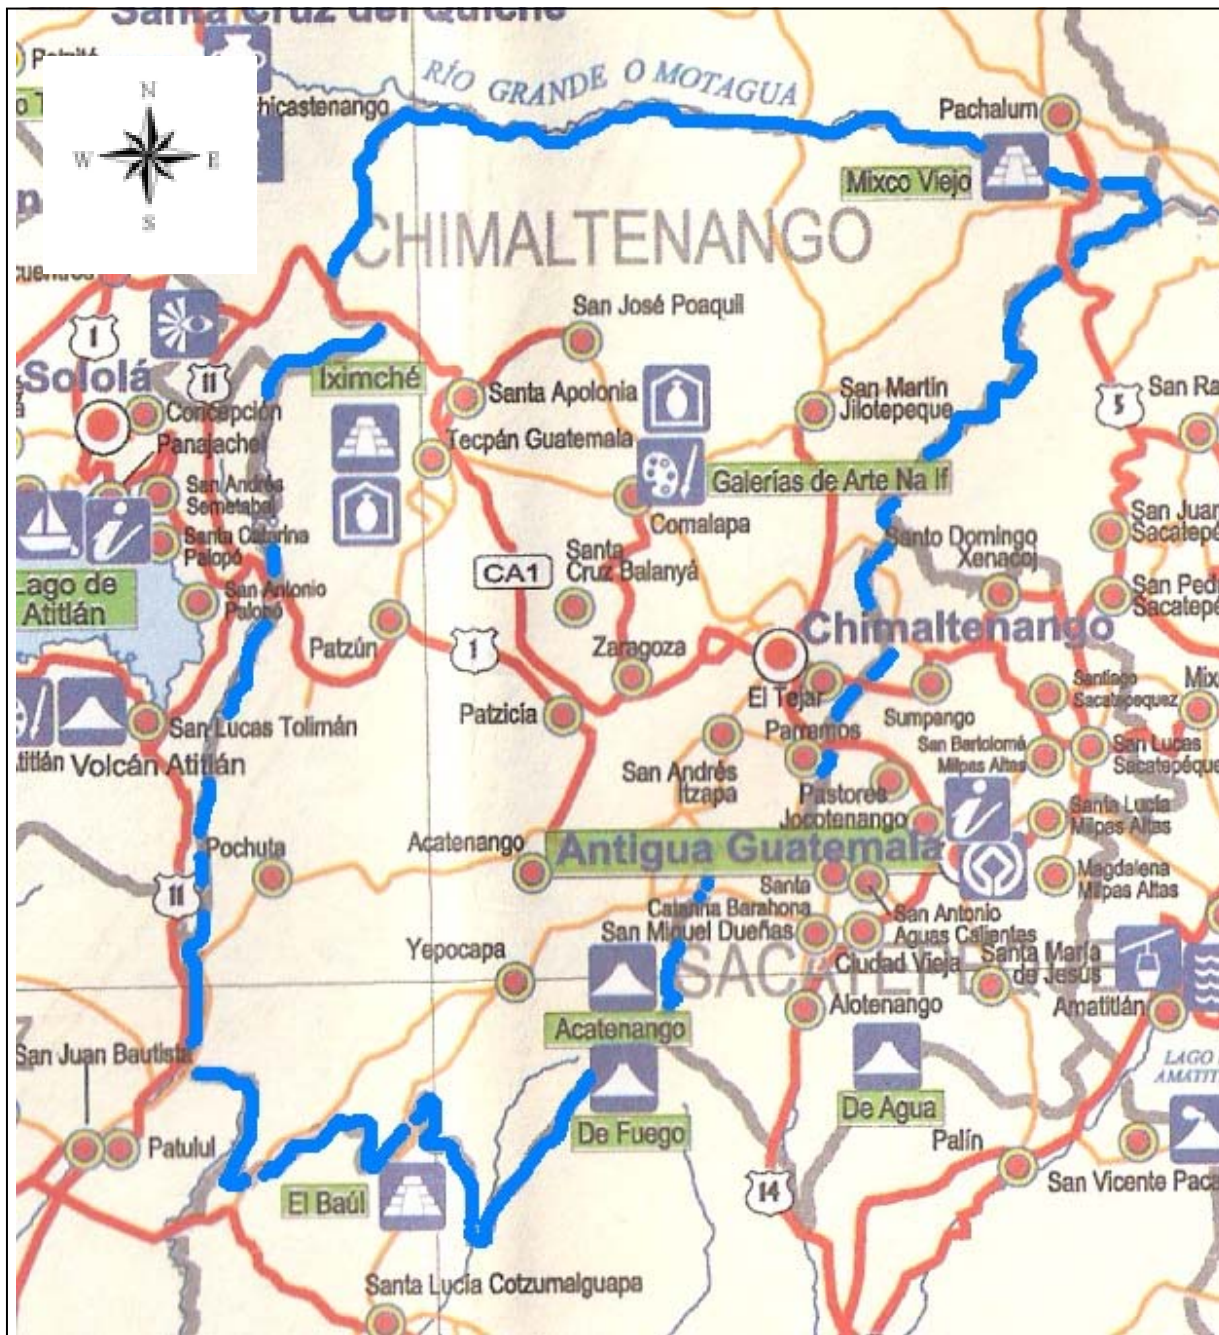 Santa Cruz del Quiché
RÍO GRANDE O MOTAGUA
N
W E
S
hicastenango
Pachalum
Mixco Viejo
CHIMALTENANGO
cuentros
1
San José Poaquil
Sololá
11
Iximché
Santa Apolonia
San Martín
Jilotepeque
5
San Ra
Concepción
Panajachel
Tecpán Guatemala
Galerías de Arte Na If
San Andrés
Semetabaj
Comalapa
Santa Catarina
Palopó
Santo Domingo
Xenacoj
San Juan
Sacatepé
CA1
Santa
Cruz Balanyá
Lago de
Atitlán
San Antonio
Palopó
San Ped
Sacatepé
Patzún
1
Zaragoza
Chimaltenango
El Tejar
Santiago
Sacatepequez
Mix
Patzicía
Sumpango
San Lucas Tolimán
Parramos
San Bartolomé
Milpas Altas
San Lucas
Sacatepéque
titlán
Volcán Atitlán
San Andrés
Itzapa
Pastores
Jocotenango
Santa Lucía
Milpas Altas
Pochuta
Acatenango
Antigua Guatemala
11
Santa
Catarina Barahona
Magdalena
Milpas Altas
San Antonio
Aguas Calientes
San Miguel Dueñas
Yepocapa
Ciudad Vieja
Santa María
de Jesús
Alotenango
Amatitlán
Acatenango
San Juan Bautista
LAGO
AMATIT
De Agua
De Fuego
Palín
Patulul
14
San Vicente Paca
El Baúl
Santa Lucía Cotzumalguapa